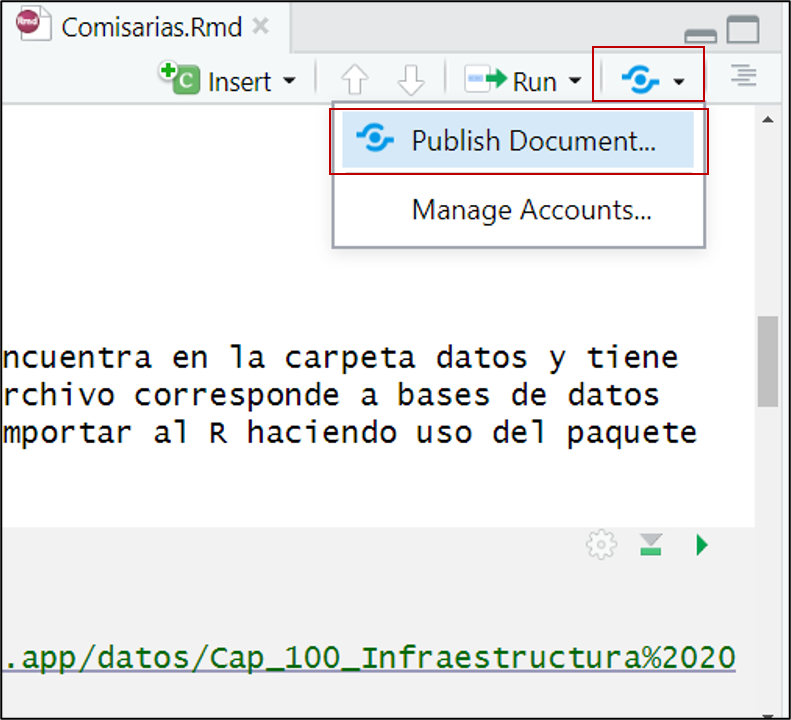 Rmd Comisarias.Rmd
C Insert Run
Publish Document...
Manage Accounts...
ncuentra en la carpeta datos y tiene
rchivo corresponde a bases de datos
mportar al R haciendo uso del paquete
.app/datos/Cap_100_Infraestructura%2020